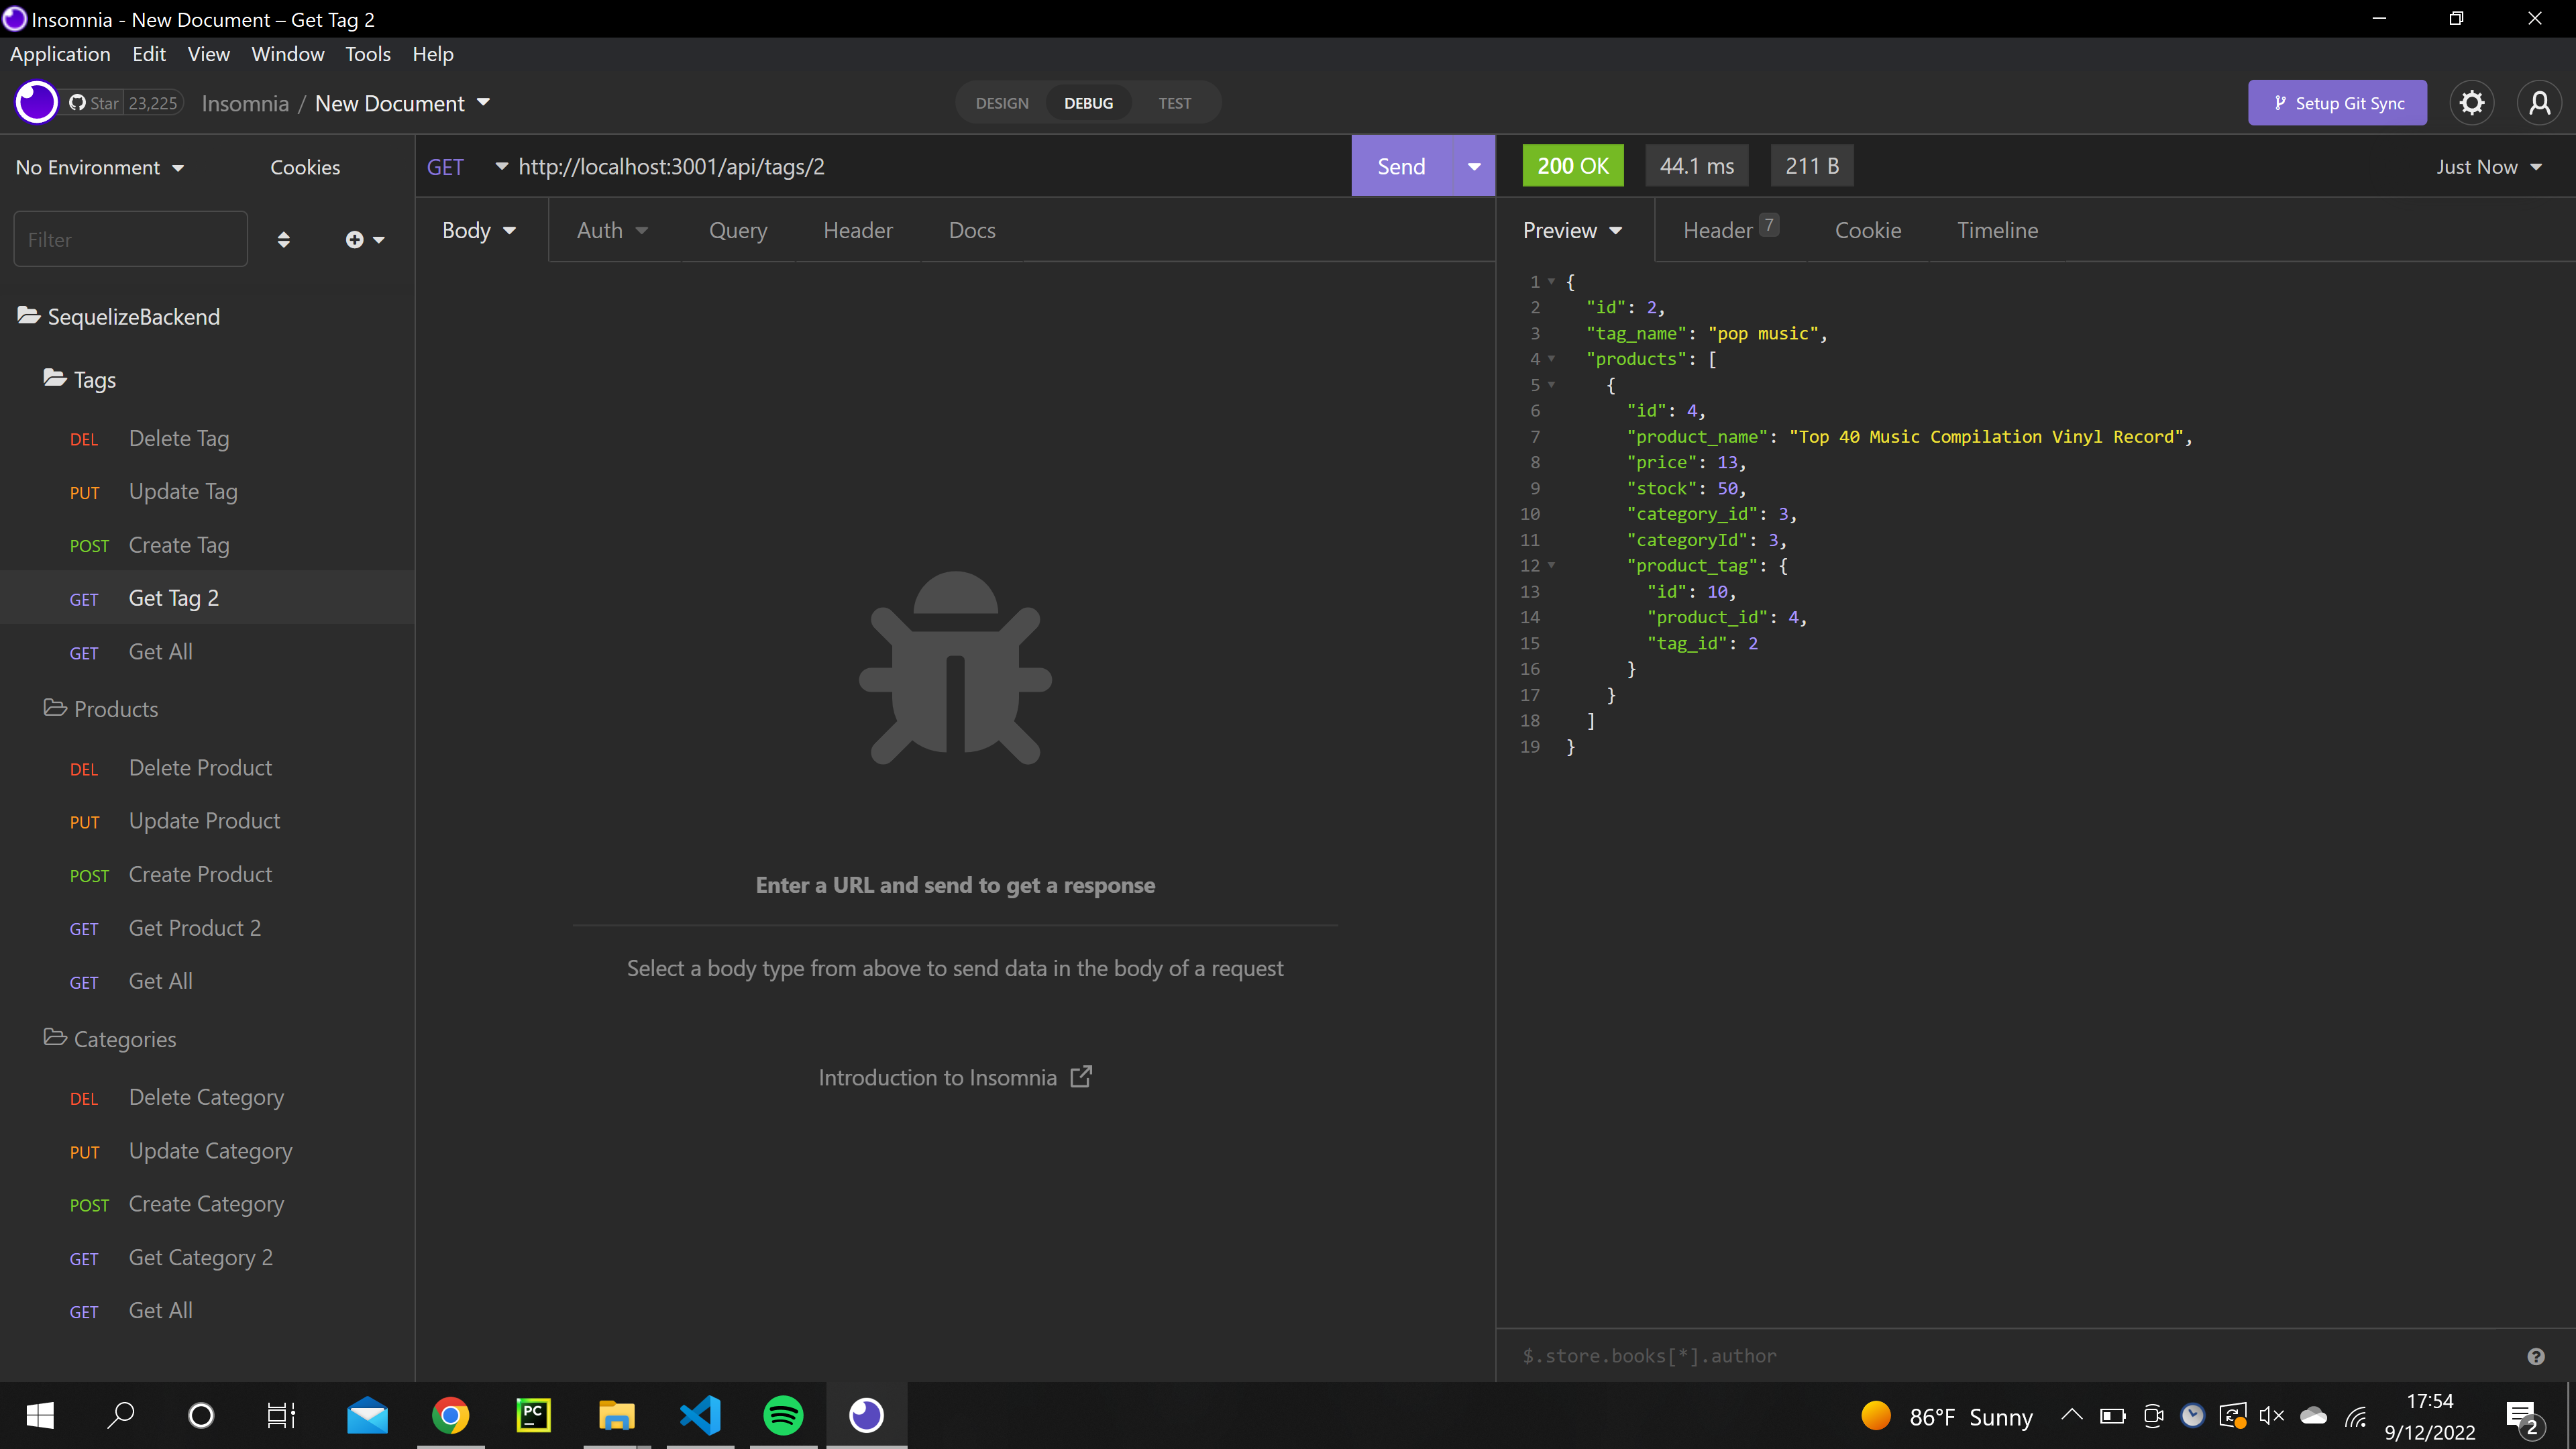 Insomnia - New Document – Get Tag 2
Application Edit View Window Tools Help
Star 23,225 Insomnia / New Document DESIGN DEBUG TEST Setup Git Sync
No Environment Cookies
Filter
SequelizeBackend
Tags
DEL Delete Tag
PUT Update Tag
POST Create Tag
GET Get Tag 2
GET Get All
Products
DEL Delete Product
PUT Update Product
POST Create Product
GET Get Product 2
GET Get All
Categories
DEL Delete Category
PUT Update Category
POST Create Category
GET Get Category 2
GET Get All
GET http://localhost:3001/api/tags/2 Send
Body Auth Query Header Docs
Enter a URL and send to get a response
Select a body type from above to send data in the body of a request
Introduction to Insomnia
200 OK 44.1 ms 211 B Just Now
Preview Header 7 Cookie Timeline
1 {
2 "id": 2,
3 "tag_name": "pop music",
4 "products": [
5 {
6 "id": 4,
7 "product_name": "Top 40 Music Compilation Vinyl Record",
8 "price": 13,
9 "stock": 50,
10 "category_id": 3,
11 "categoryId": 3,
12 "product_tag": {
13 "id": 10,
14 "product_id": 4,
15 "tag_id": 2
16 }
17 }
18 ]
19 }
$.store.books[*].author
PC
86°F Sunny
17:54
9/12/2022
2